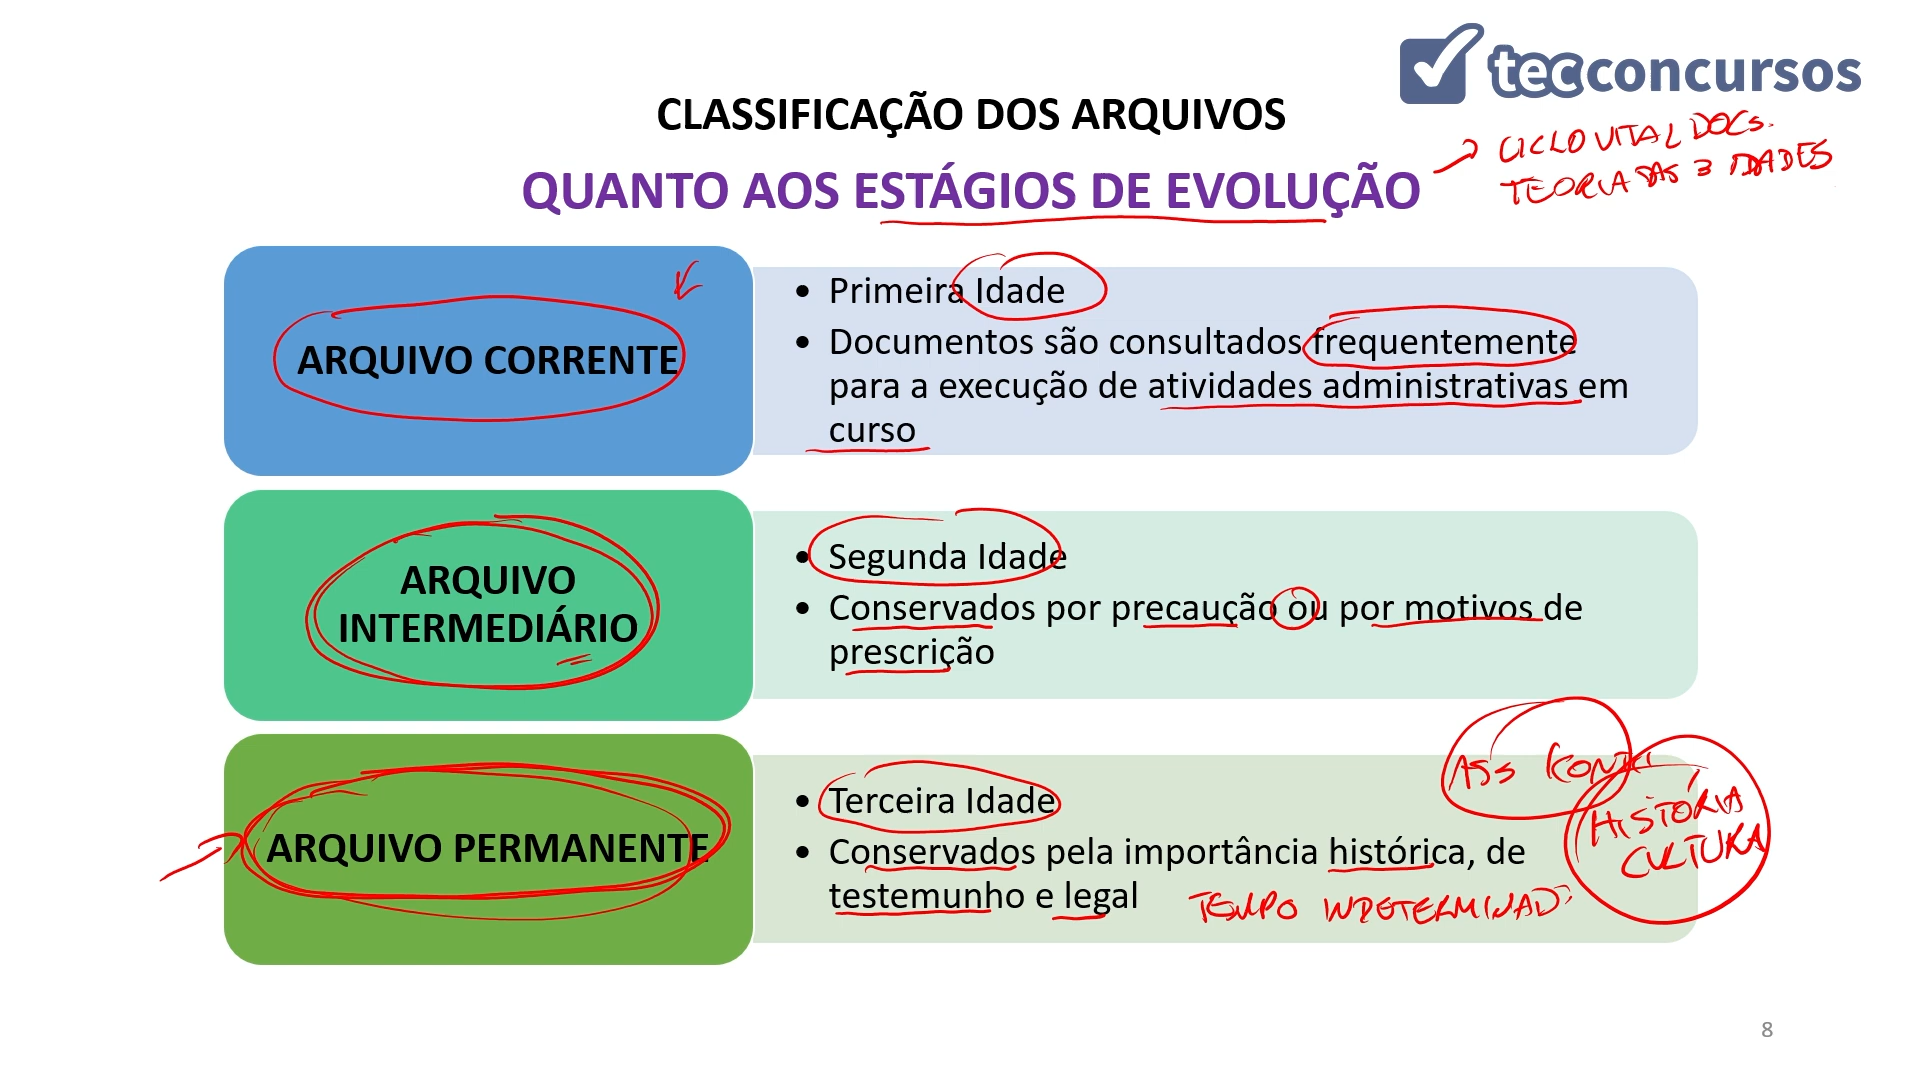 tecconcursos
CLASSIFICAÇÃO DOS ARQUIVOS
CICLO VITAL DOCS.
QUANTO AOS ESTÁGIOS DE EVOLUÇÃO
TEORIA DAS 3 IDADES
ARQUIVO CORRENTE
• Primeira Idade
• Documentos são consultados frequentemente
para a execução de atividades administrativas em
curso
ARQUIVO
INTERMEDIÁRIO
• Segunda Idade
• Conservados por precaução ou por motivos de
prescrição
ARQUIVO PERMANENTE
• Terceira Idade
• Conservados pela importância histórica, de
testemunho e legal
TEMPO INDETERMINAD
HISTÓRIA
CULTURA
8